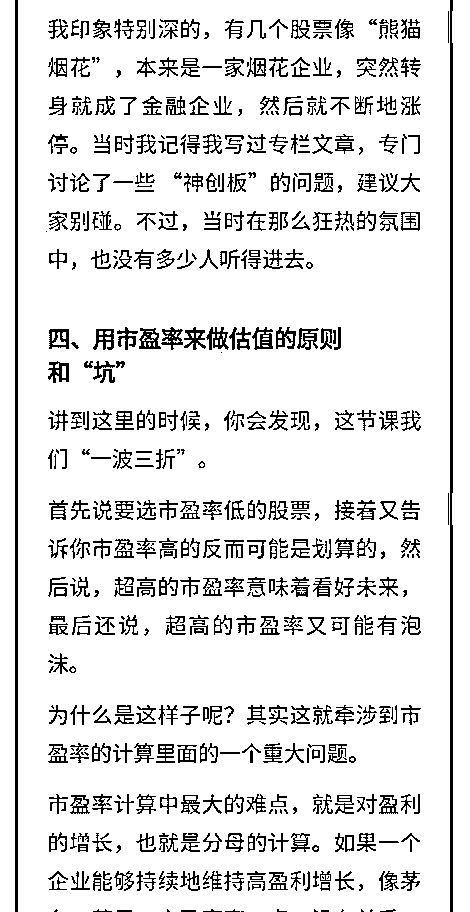 我印象特别深的，有几个股票像“熊猫
烟花”，本来是一家烟花企业，突然转
身就成了金融企业，然后就不断地涨
停。当时我记得我写过专栏文章，专门
讨论了一些 “神创板”的问题，建议大
家别碰。不过，当时在那么狂热的氛围
中，也没有多少人听得进去。
四、用市盈率来做估值的原则
和“坑”
讲到这里的时候，你会发现，这节课我
们“一波三折”。
首先说要选市盈率低的股票，接着又告
诉你市盈率高的反而可能是划算的，然
后说，超高的市盈率意味着看好未来，
最后还说，超高的市盈率又可能有泡
沫。
为什么是这样子呢？其实这就牵涉到市
盈率的计算里面的一个重大问题。
市盈率计算中最大的难点，就是对盈利
的增长，也就是分母的计算。如果一个
企业能够持续地维持高盈利增长，像茅